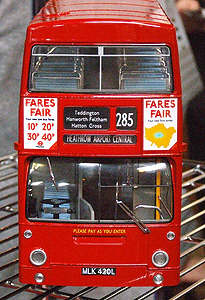 FARES
FAIR
10p 20p
30p 40p
Teddington
Hanworth Feltham
Hatton Cross
HEATHROW AIRPORT CENTRAL
285
FARES
FAIR
PLEASE PAY AS YOU ENTER
MLK 420L